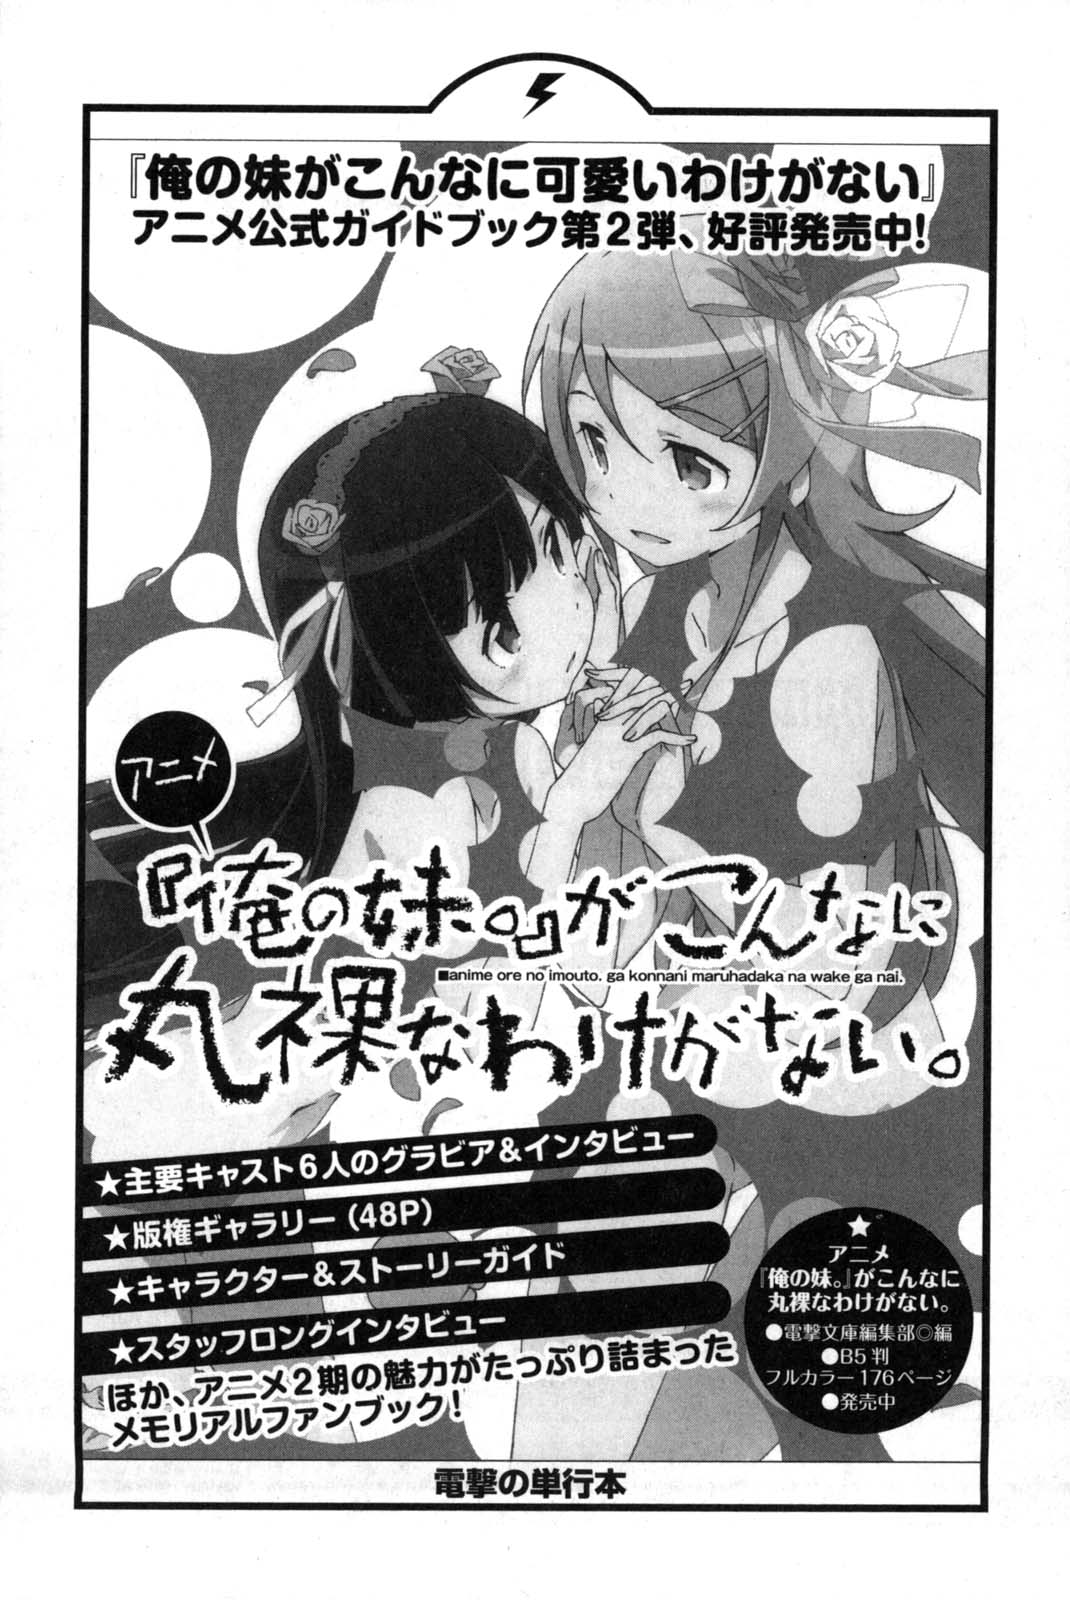 『俺の妹がこんなに可愛いわけがない』
アニメ公式ガイドブック第2弾、好評発売中!
アニメ
『俺の妹。』がこんなに
■anime ore no imouto. ga konnani maruhadaka na wake ga nai.
丸裸なわけがない。
★主要キャスト6人のグラビア&インタビュー
★版権ギャラリー(48P)
★キャラクター&ストーリーガイド
★スタッフロングインタビュー
ほか、アニメ2期の魅力がたっぷり詰まった
メモリアルファンブック!
★
アニメ
『俺の妹。』がこんなに
丸裸なわけがない。
●電撃文庫編集部◎編
●B5判
フルカラー176ページ
●発売中
電撃の単行本